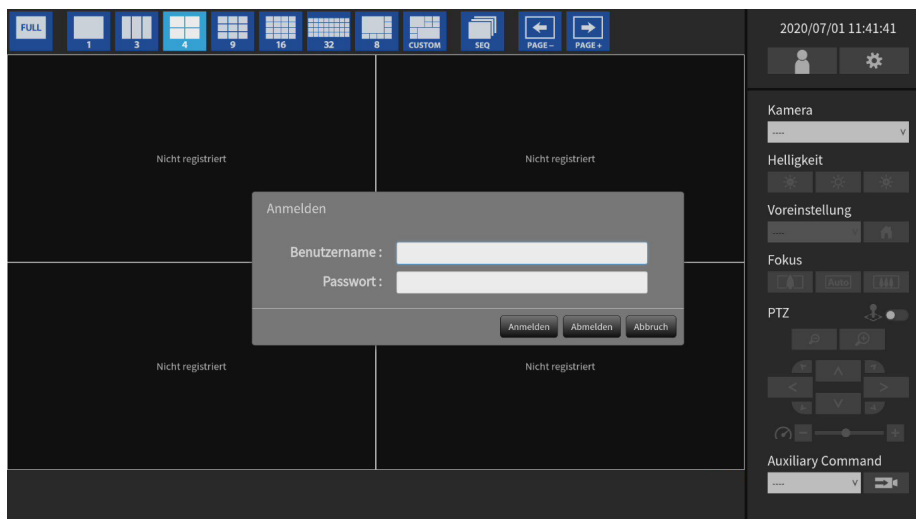 FULL
1
3
4
9
16
32
8
CUSTOM
SEQ
PAGE –
PAGE +
2020/07/01 11:41:41
Kamera
----
Helligkeit
Voreinstellung
----
Fokus
Auto
PTZ
Auxiliary Command
----
Nicht registriert
Nicht registriert
Anmelden
Benutzername :
Passwort :
Anmelden
Abmelden
Abbruch
Nicht registriert
Nicht registriert